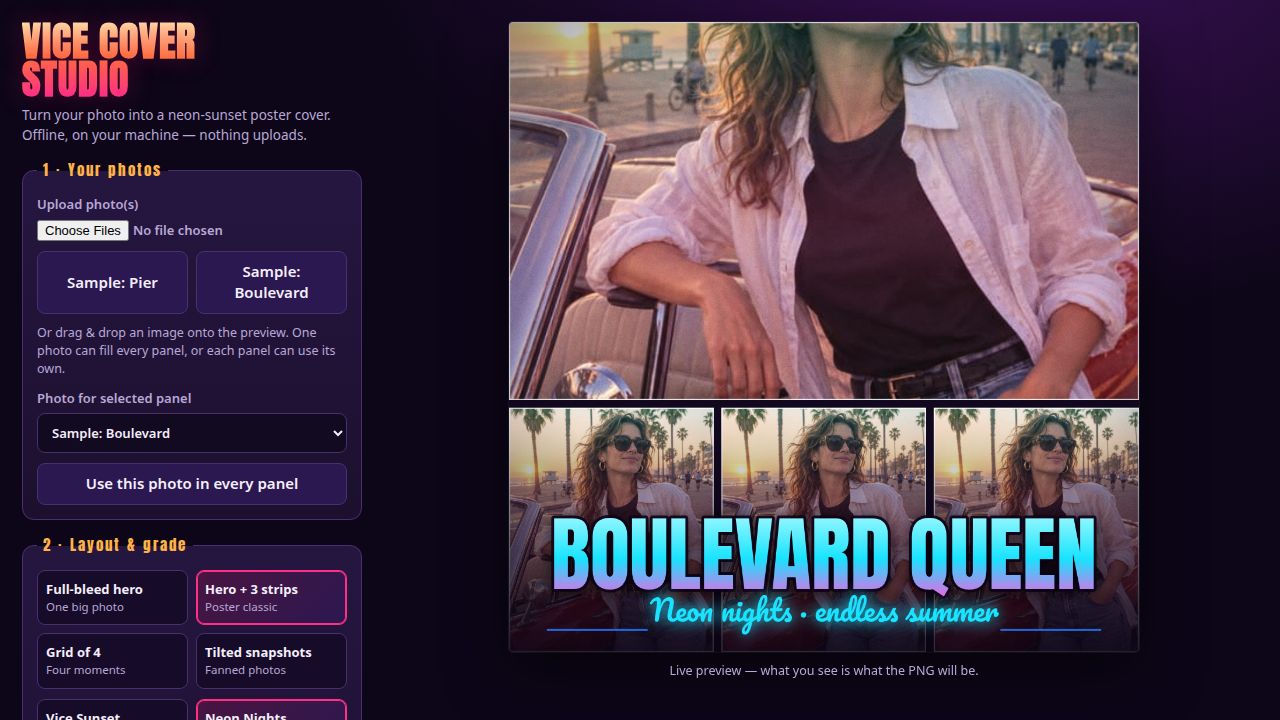 VICE COVER
STUDIO
Turn your photo into a neon-sunset poster cover.
Offline, on your machine — nothing uploads.
1 · Your photos
Upload photo(s)
Choose Files No file chosen
Sample: Pier
Sample:
Boulevard
Or drag & drop an image onto the preview. One
photo can fill every panel, or each panel can use its
own.
Photo for selected panel
Sample: Boulevard
Use this photo in every panel
2 · Layout & grade
Full-bleed hero
One big photo
Hero + 3 strips
Poster classic
Grid of 4
Four moments
Tilted snapshots
Fanned photos
Vice Sunset
Neon Nights
BOULEVARD QUEEN
Neon nights · endless summer
Live preview — what you see is what the PNG will be.